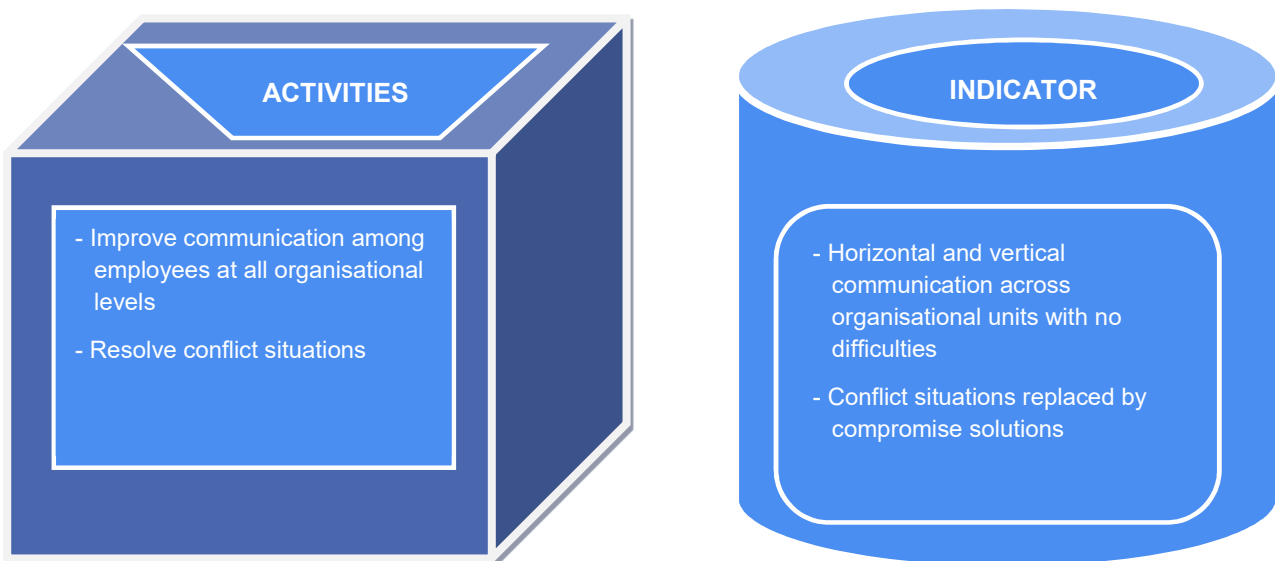 ACTIVITIES
- Improve communication among
employees at all organisational
levels
- Resolve conflict situations
INDICATOR
- Horizontal and vertical
communication across
organisational units with no
difficulties
- Conflict situations replaced by
compromise solutions